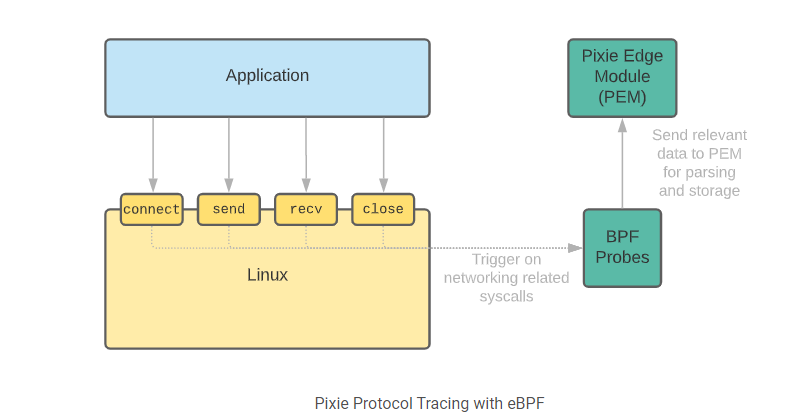 Application
Pixie Edge
Module
(PEM)
Send relevant
data to PEM
for parsing
and storage
connect
send
recv
close
Linux
BPF
Probes
Trigger on
networking related
syscalls
Pixie Protocol Tracing with eBPF